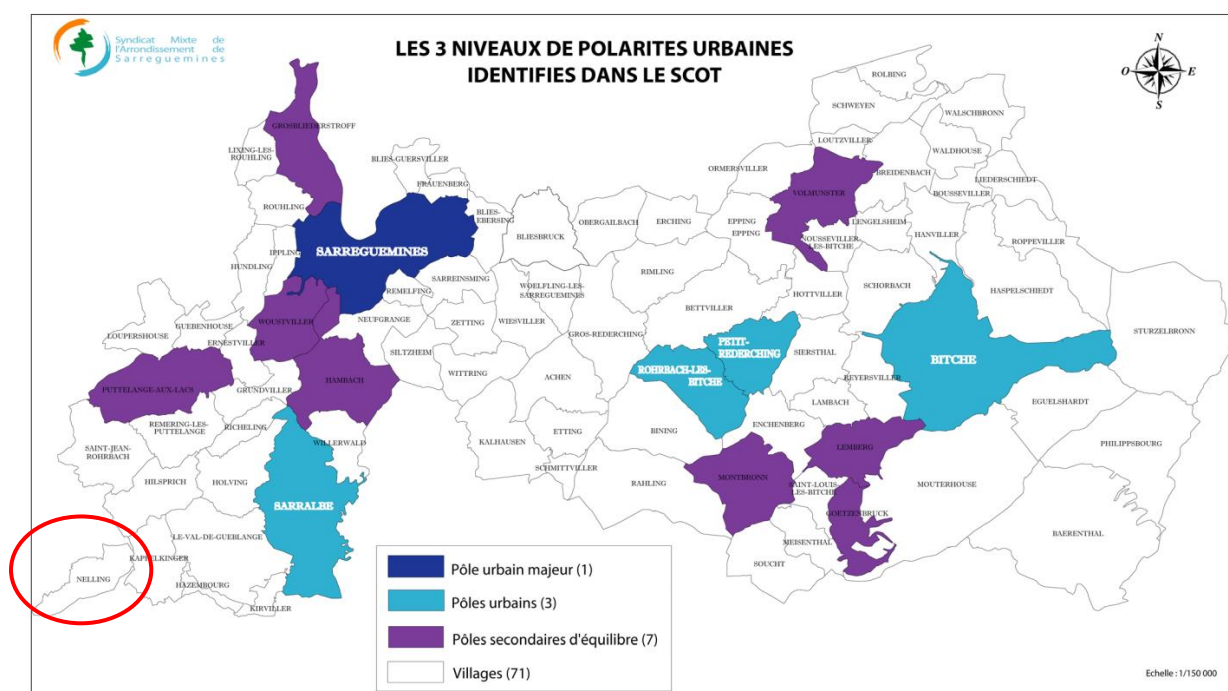 Syndicat Mixte de
l'Arrondissement de
Sarreguemines
LES 3 NIVEAUX DE POLARITES URBAINES
IDENTIFIES DANS LE SCOT
N
O
E
S
ROLBING
SCHWEYEN
WALSCHBRONN
GROSBLIEDERSTROFF
LOUTZVILLER
WALDHOUSE
LIXING-LES-
ROUHLING
BLIES-GUERSVILLER
ORMERSVILLER
BREIDENBACH
LIEDERSCHIEDT
FRAUENBERG
VOLMUNSTER
BOUSSEVILLER
ROUHLING
BLIES-
EBERSING
OBERGAILBACH
ERCHING
EPPING
EPPING
LENGELSHEIM
HANVILLER
ROPPEVILLER
BLIESBRUCK
NOUSSEVILLER
LES-BITCHE
IPPLING
SARREGUEMINES
HUNDLING
SARREINSMING
RIMLING
SCHORBACH
HASPELSCHIEDT
REMELFING
WOELFLING-LES-
SARREGUEMINES
HOTTVILLER
BETTVILLER
GUEBENHOUSE
WOUSTVILLER
NEUFGRANGE
ZETTING
WIESVILLER
STURZELBRONN
LOUPERSHOUSE
GROS-REDERCHING
ERNESTVILLER
SILTZHEIM
PETIT-
REDERCHING
SIERSTHAL
BITCHE
HAMBACH
WITTRING
ROHRBACH-LES-
BITCHE
PUTTELANGE-AUX-LACS
ACHEN
REYERSVILLER
GRUNDVILLER
LAMBACH
EGUELSHARDT
REMERING-LES-
PUTTELANGE
RICHELING
ENCHENBERG
KALHAUSEN
ETTING
BINING
WILLERWALD
PHILIPPSBOURG
SAINT-JEAN-
ROHRBACH
LEMBERG
SCHMITTVILLER
RAHLING
MONTBRONN
SAINT-LOUIS-
LES-BITCHE
MOUTERHOUSE
HILSPRICH
HOLVING
SARRALBE
GOETZENBRUCK
LE-VAL-DE-GUEBLANGE
MEISENTHAL
BAERENTHAL
KAPPELKINGER
SOUCHT
NELLING
HAZEMBOURG
KIRVILLER
Pôle urbain majeur (1)
Pôles urbains (3)
Pôles secondaires d'équilibre (7)
Villages (71)
Echelle : 1/150 000